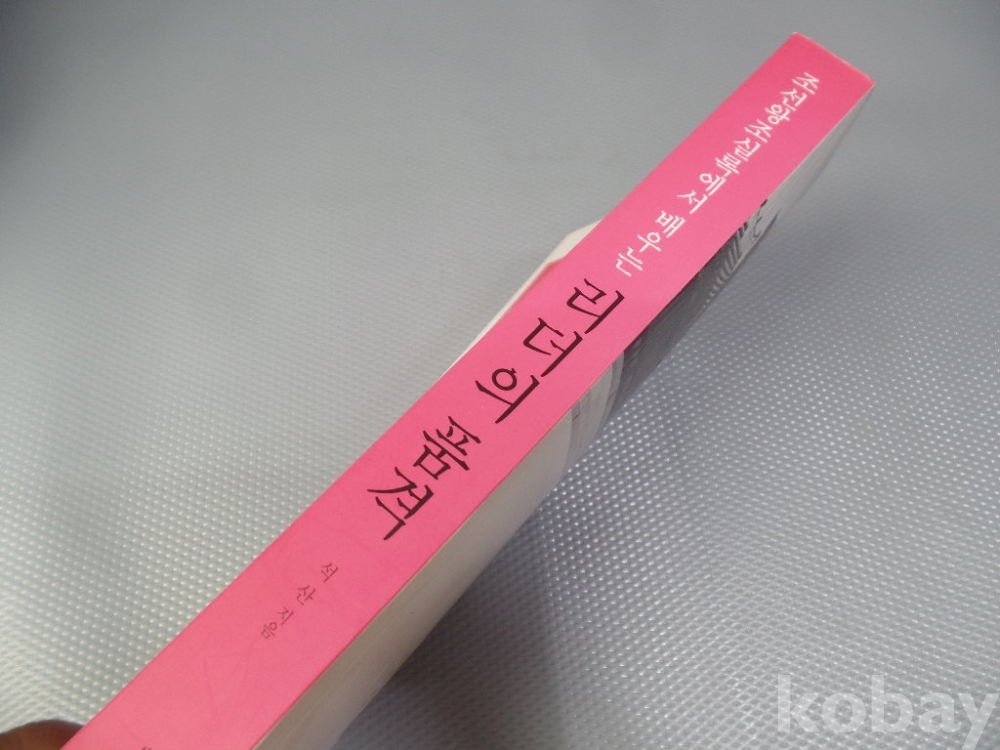 조선왕조실록에서 배우는
리더의 품격
석산 지음
kobay